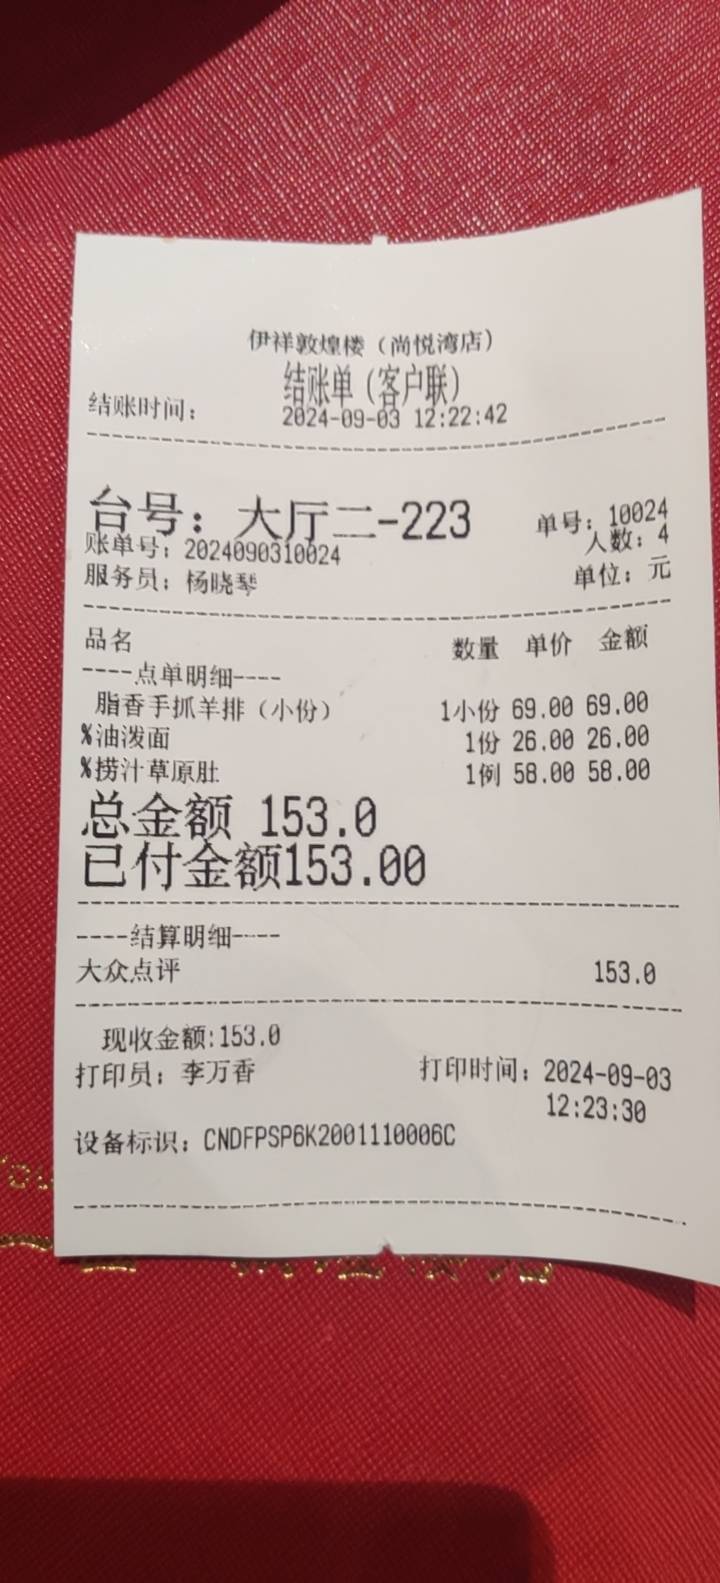 伊祥敦煌楼（尚悦湾店）
结账单（客户联）
结账时间： 2024-09-03 12:22:42
台号：大厅二-223 单号：10024
账单号：2024090310024 人数：4
服务员：杨晓琴 单位：元
品名 数量 单价 金额
----点单明细----
脂香手抓羊排（小份） 1小份 69.00 69.00
%油泼面 1份 26.00 26.00
%捞汁草原肚 1例 58.00 58.00
总金额 153.0
已付金额153.00
----结算明细----
大众点评 153.0
现收金额:153.0
打印员：李万香 打印时间：2024-09-03
12:23:30
设备标识：CNDFPSP6K2001110006C